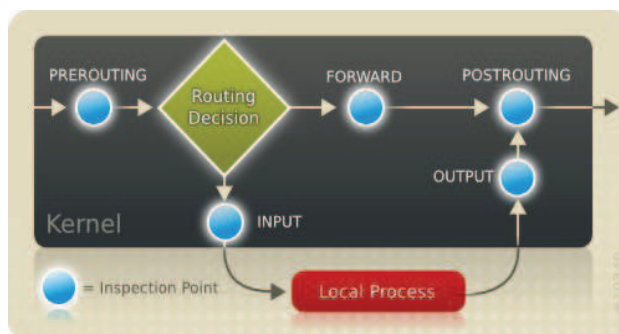 PREROUTING
Routing
Decision
FORWARD
POSTROUTING
OUTPUT
INPUT
Kernel
= Inspection Point
Local Process